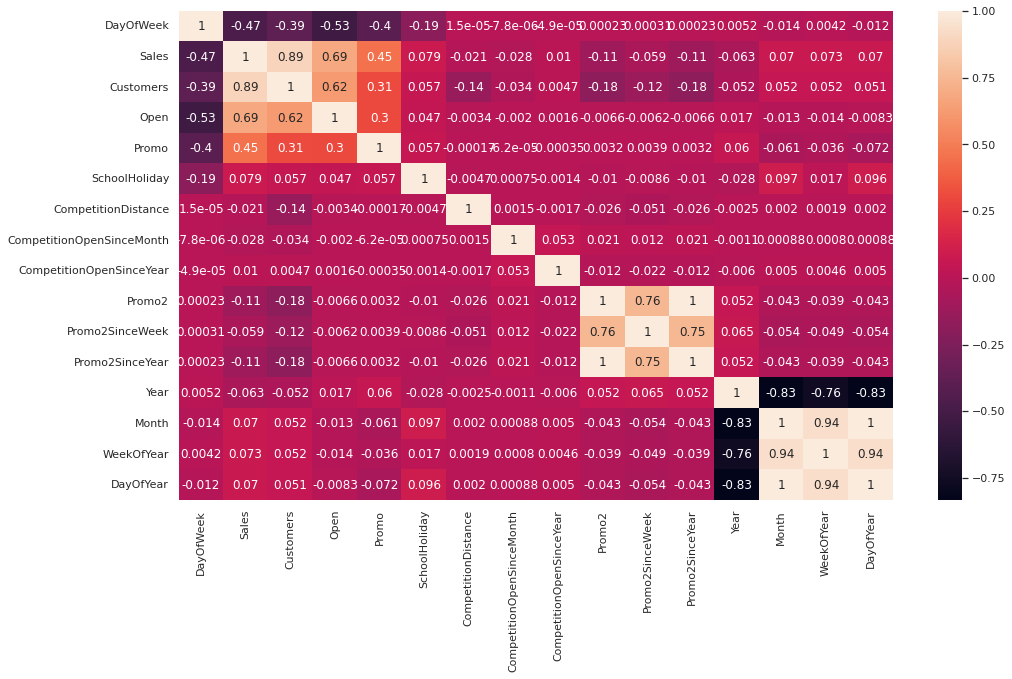 DayOfWeek 1 -0.47 -0.39 -0.53 -0.4 -0.19 1.5e-05 -7.8e-06 -4.9e-05 0.00023 0.00031 0.00023 0.0052 -0.014 0.0042 -0.012 1.00
Sales -0.47 1 0.89 0.69 0.45 0.079 -0.021 -0.028 0.01 -0.11 -0.059 -0.11 -0.063 0.07 0.073 0.07
Customers -0.39 0.89 1 0.62 0.31 0.057 -0.14 -0.034 0.0047 -0.18 -0.12 -0.18 -0.052 0.052 0.052 0.051 0.75
Open -0.53 0.69 0.62 1 0.3 0.047 -0.0034 -0.002 0.0016 -0.0066 -0.0062 -0.0066 0.017 -0.013 -0.014 -0.0083
Promo -0.4 0.45 0.31 0.3 1 0.057 -0.00017 -6.2e-05 -0.00035 0.0032 0.0039 0.0032 0.06 -0.061 -0.036 -0.072 0.50
SchoolHoliday -0.19 0.079 0.057 0.047 0.057 1 -0.0047 0.00075 -0.0014 -0.01 -0.0086 -0.01 -0.028 0.097 0.017 0.096
CompetitionDistance 1.5e-05 -0.021 -0.14 -0.0034 -0.00017 -0.0047 1 0.0015 -0.0017 -0.026 -0.051 -0.026 -0.0025 0.002 0.0019 0.002 0.25
CompetitionOpenSinceMonth -7.8e-06 -0.028 -0.034 -0.002 -6.2e-05 0.00075 0.0015 1 0.053 0.021 0.012 0.021 -0.0011 0.00088 0.0008 0.00088
CompetitionOpenSinceYear -4.9e-05 0.01 0.0047 0.0016 -0.00035 -0.0014 -0.0017 0.053 1 -0.012 -0.022 -0.012 -0.006 0.005 0.0046 0.005 0.00
Promo2 0.00023 -0.11 -0.18 -0.0066 0.0032 -0.01 -0.026 0.021 -0.012 1 0.76 1 0.052 -0.043 -0.039 -0.043
Promo2SinceWeek 0.00031 -0.059 -0.12 -0.0062 0.0039 -0.0086 -0.051 0.012 -0.022 0.76 1 0.75 0.065 -0.054 -0.049 -0.054 -0.25
Promo2SinceYear 0.00023 -0.11 -0.18 -0.0066 0.0032 -0.01 -0.026 0.021 -0.012 1 0.75 1 0.052 -0.043 -0.039 -0.043
Year 0.0052 -0.063 -0.052 0.017 0.06 -0.028 -0.0025 -0.0011 -0.006 0.052 0.065 0.052 1 -0.83 -0.76 -0.83 -0.50
Month -0.014 0.07 0.052 -0.013 -0.061 0.097 0.002 0.00088 0.005 -0.043 -0.054 -0.043 -0.83 1 0.94 1
WeekOfYear 0.0042 0.073 0.052 -0.014 -0.036 0.017 0.0019 0.0008 0.0046 -0.039 -0.049 -0.039 -0.76 0.94 1 0.94
DayOfYear -0.012 0.07 0.051 -0.0083 -0.072 0.096 0.002 0.00088 0.005 -0.043 -0.054 -0.043 -0.83 1 0.94 1 -0.75
DayOfWeek
Sales
Customers
Open
Promo
SchoolHoliday
CompetitionDistance
CompetitionOpenSinceMonth
CompetitionOpenSinceYear
Promo2
Promo2SinceWeek
Promo2SinceYear
Year
Month
WeekOfYear
DayOfYear